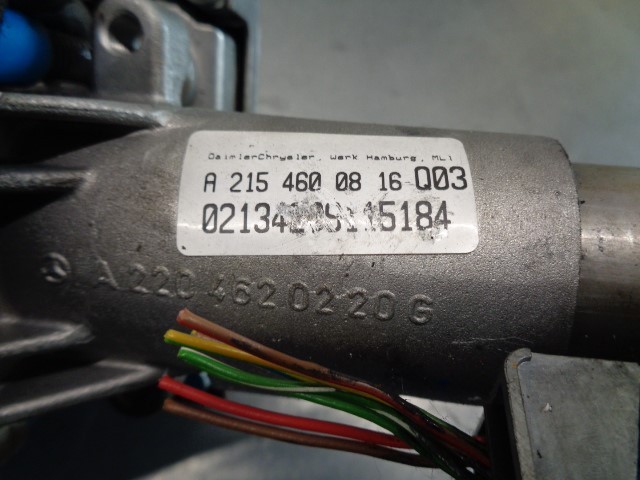 DaimlerChrysler, Werk Hamburg, ML1
A 215 460 08 16 Q03
A 220 462 02 20 G